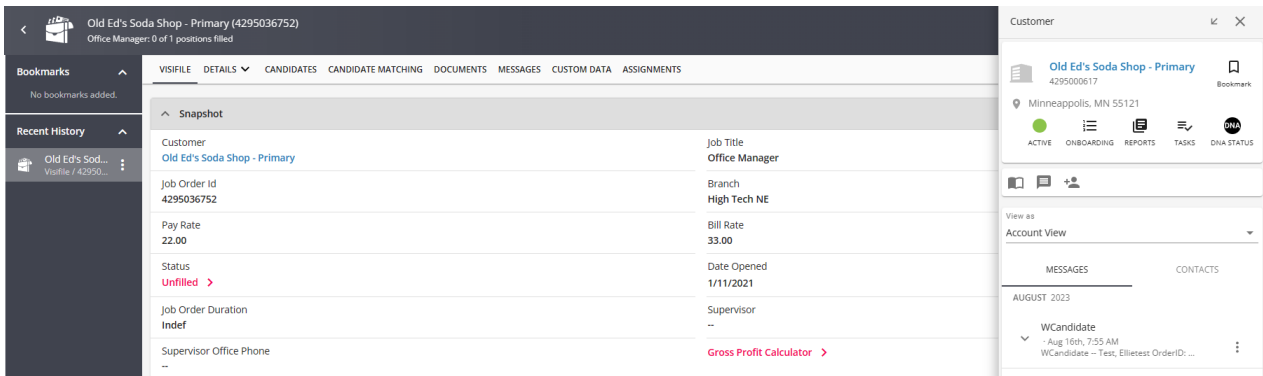 Old Ed's Soda Shop - Primary (4295036752)
Office Manager: 0 of 1 positions filled
Bookmarks
No bookmarks added.
Recent History
Old Ed's Sod...
Visifile / 42950...
VISIFILE DETAILS CANDIDATES CANDIDATE MATCHING DOCUMENTS MESSAGES CUSTOM DATA ASSIGNMENTS
Snapshot
Customer
Old Ed's Soda Shop - Primary
Job Title
Office Manager
Job Order Id
4295036752
Branch
High Tech NE
Pay Rate
22.00
Bill Rate
33.00
Status
Unfilled
Date Opened
1/11/2021
Job Order Duration
Indef
Supervisor
--
Supervisor Office Phone
--
Gross Profit Calculator
Customer
Old Ed's Soda Shop - Primary
4295000617
Bookmark
Minneappolis, MN 55121
DNA
ACTIVE ONBOARDING REPORTS TASKS DNA STATUS
View as
Account View
MESSAGES CONTACTS
AUGUST 2023
WCandidate
- Aug 16th, 7:55 AM
WCandidate -- Test, Ellietest OrderID: ...